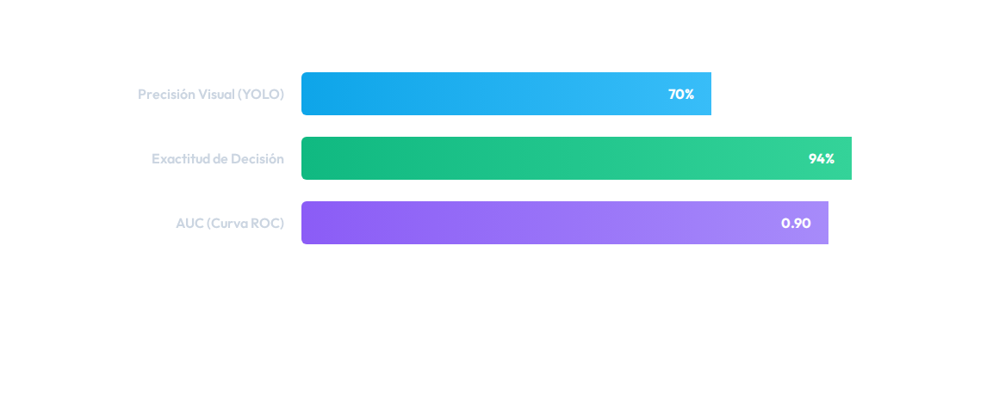 Precisión Visual (YOLO) 70%
Exactitud de Decisión 94%
AUC (Curva ROC) 0.90